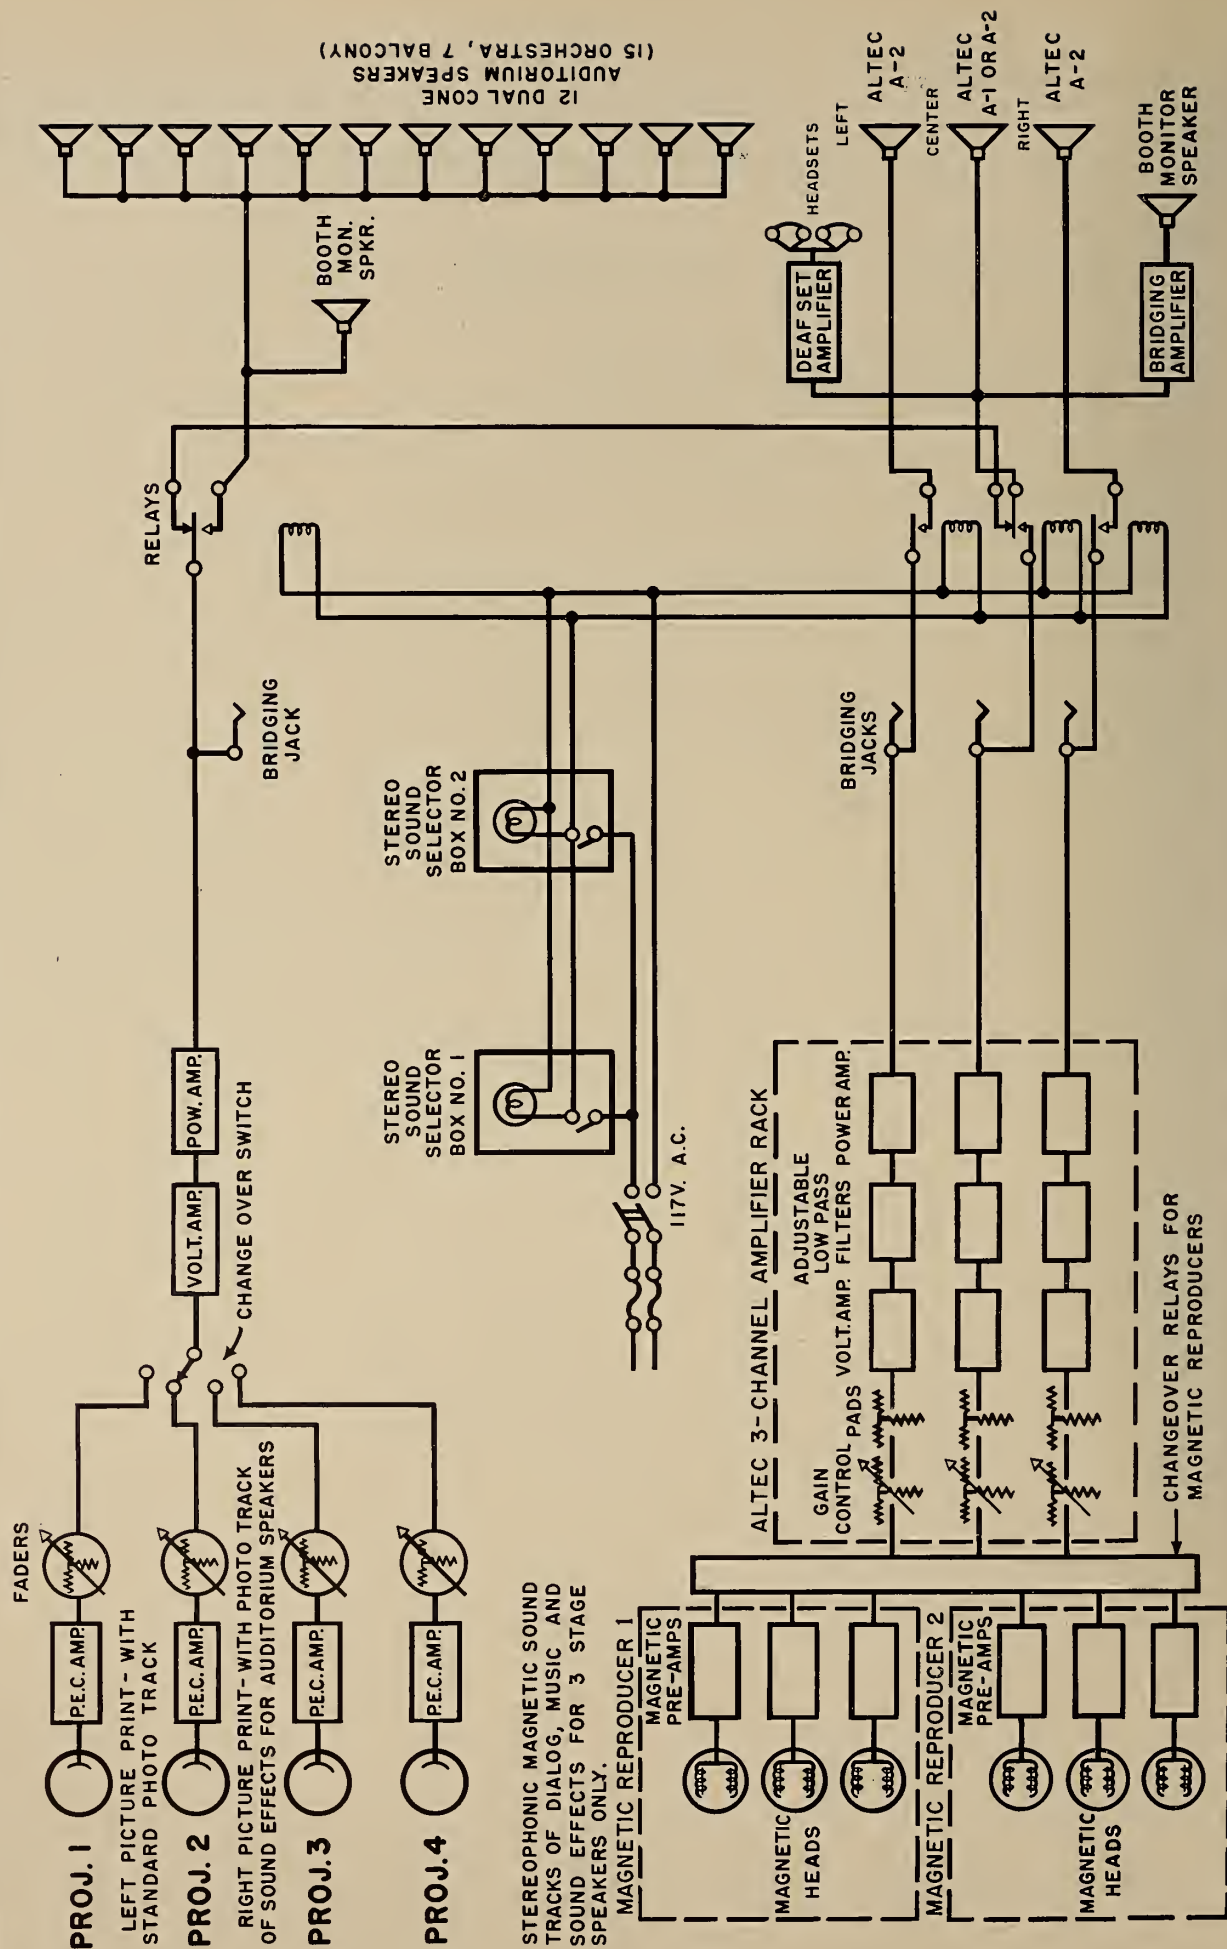 PROJ. 1
LEFT PICTURE PRINT - WITH
STANDARD PHOTO TRACK
PROJ. 2
RIGHT PICTURE PRINT - WITH PHOTO TRACK
OF SOUND EFFECTS FOR AUDITORIUM SPEAKERS
PROJ. 3
PROJ. 4
P.E.C. AMP.
P.E.C. AMP.
P.E.C. AMP.
P.E.C. AMP.
FADERS
CHANGE OVER SWITCH
VOLT. AMP.
POW. AMP.
BRIDGING
JACK
RELAYS
BOOTH
MON.
SPKR.
12 DUAL CONE
AUDITORIUM SPEAKERS
(15 ORCHESTRA, 7 BALCONY)
STEREO
SOUND
SELECTOR
BOX NO. 1
STEREO
SOUND
SELECTOR
BOX NO. 2
117V. A.C.
STEREOPHONIC MAGNETIC SOUND
TRACKS OF DIALOG, MUSIC AND
SOUND EFFECTS FOR 3 STAGE
SPEAKERS ONLY.
MAGNETIC REPRODUCER 1
MAGNETIC
PRE-AMPS
MAGNETIC
HEADS
MAGNETIC REPRODUCER 2
MAGNETIC
PRE-AMPS
MAGNETIC
HEADS
CHANGEOVER RELAYS FOR
MAGNETIC REPRODUCERS
ALTEC 3-CHANNEL AMPLIFIER RACK
GAIN
CONTROL
PADS
VOLT. AMP.
ADJUSTABLE
LOW PASS
FILTERS
POWER AMP.
BRIDGING
JACKS
DEAF SET
AMPLIFIER
HEADSETS
BRIDGING
AMPLIFIER
LEFT
ALTEC
A-2
CENTER
ALTEC
A-1 OR A-2
RIGHT
ALTEC
A-2
BOOTH
MONITOR
SPEAKER